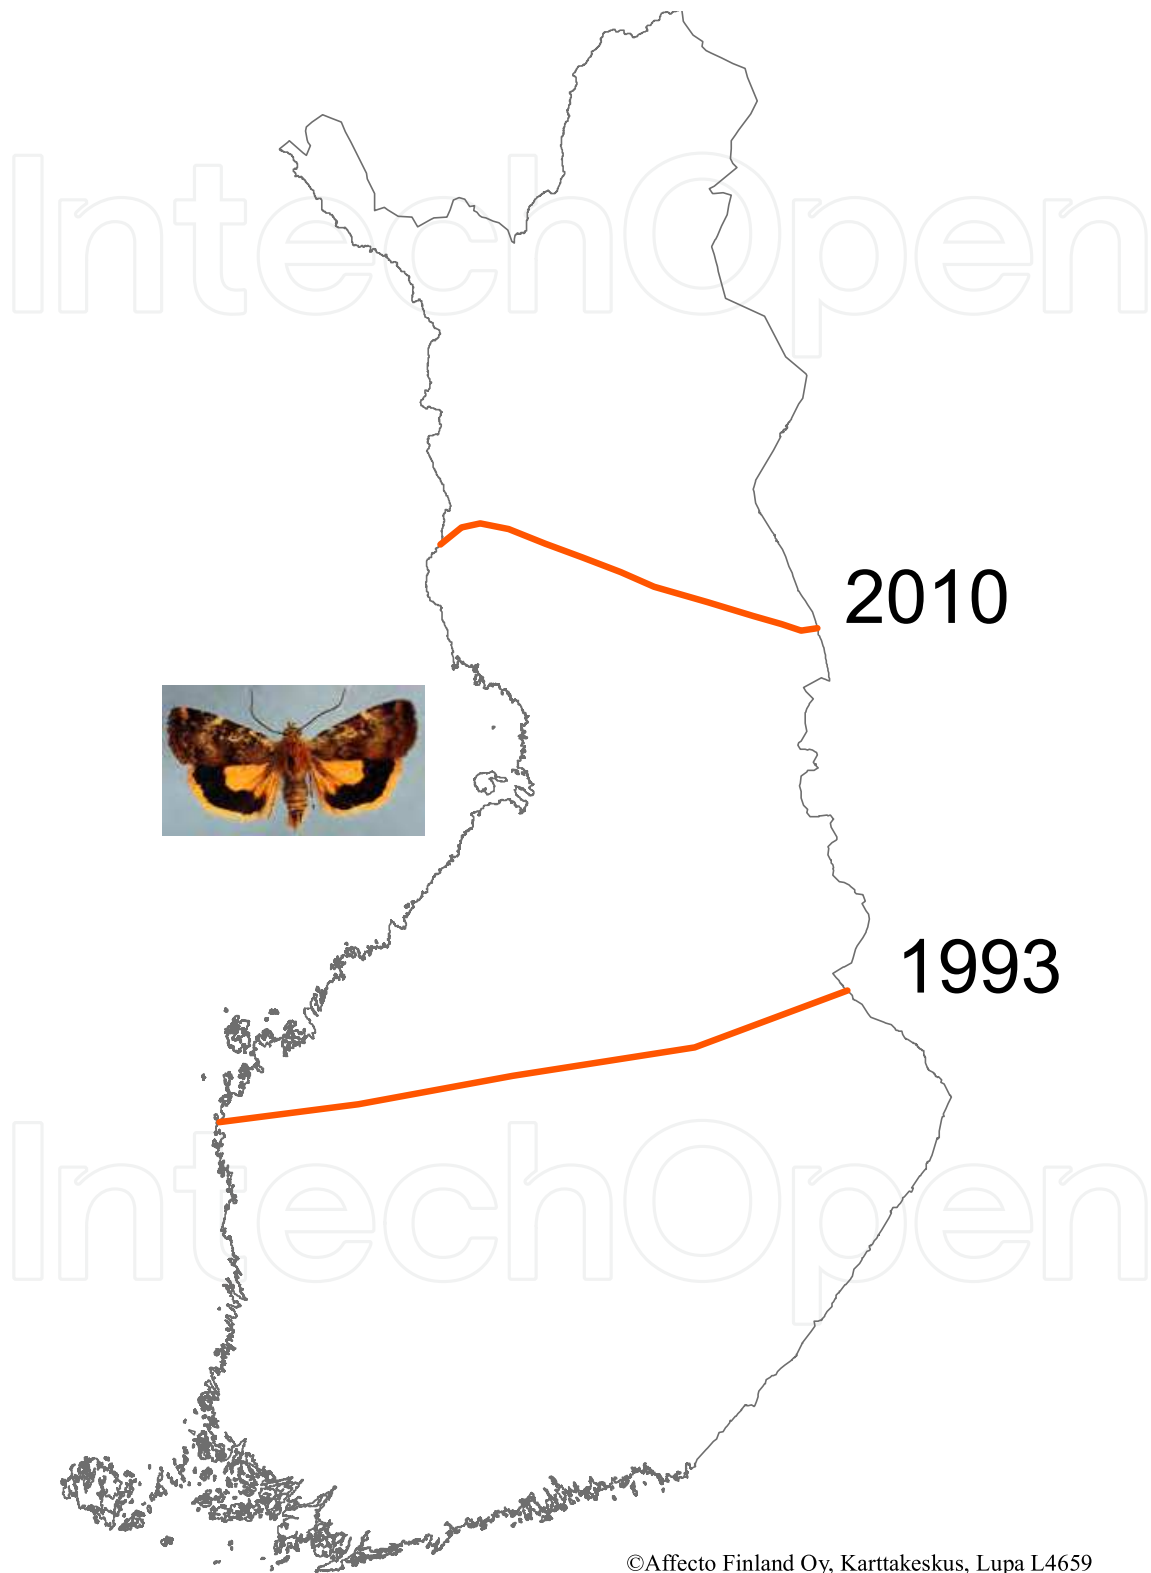 IntechOpen
2010
1993
IntechOpen
©Affecto Finland Oy, Karttakeskus, Lupa L4659